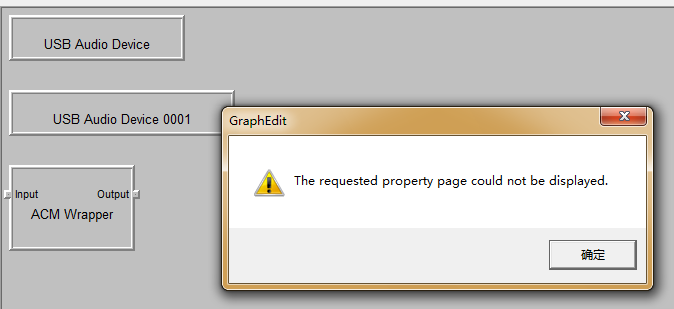 USB Audio Device
USB Audio Device 0001
GraphEdit
Input
Output
ACM Wrapper
The requested property page could not be displayed.
确定